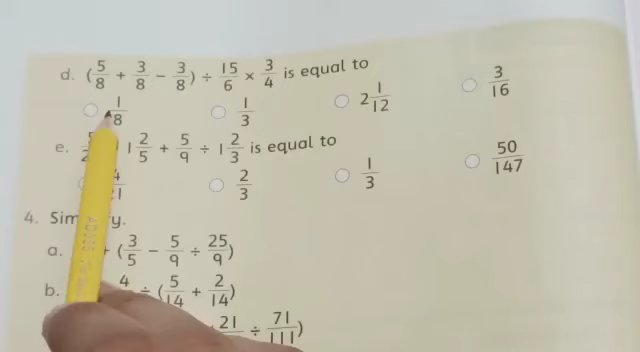 d. (5/8 + 3/8 − 3/8) ÷ 15/6 × 3/4 is equal to
1/8 1/3 2 1/12 3/16
e. 1 2/5 + 5/9 ÷ 1 2/3 is equal to
2/3 1/3 50/147
4. Sim y.
a. (3/5 − 5/9 ÷ 25/9)
b. 4 ÷ (5/14 + 2/14)
21 ÷ 71/111)